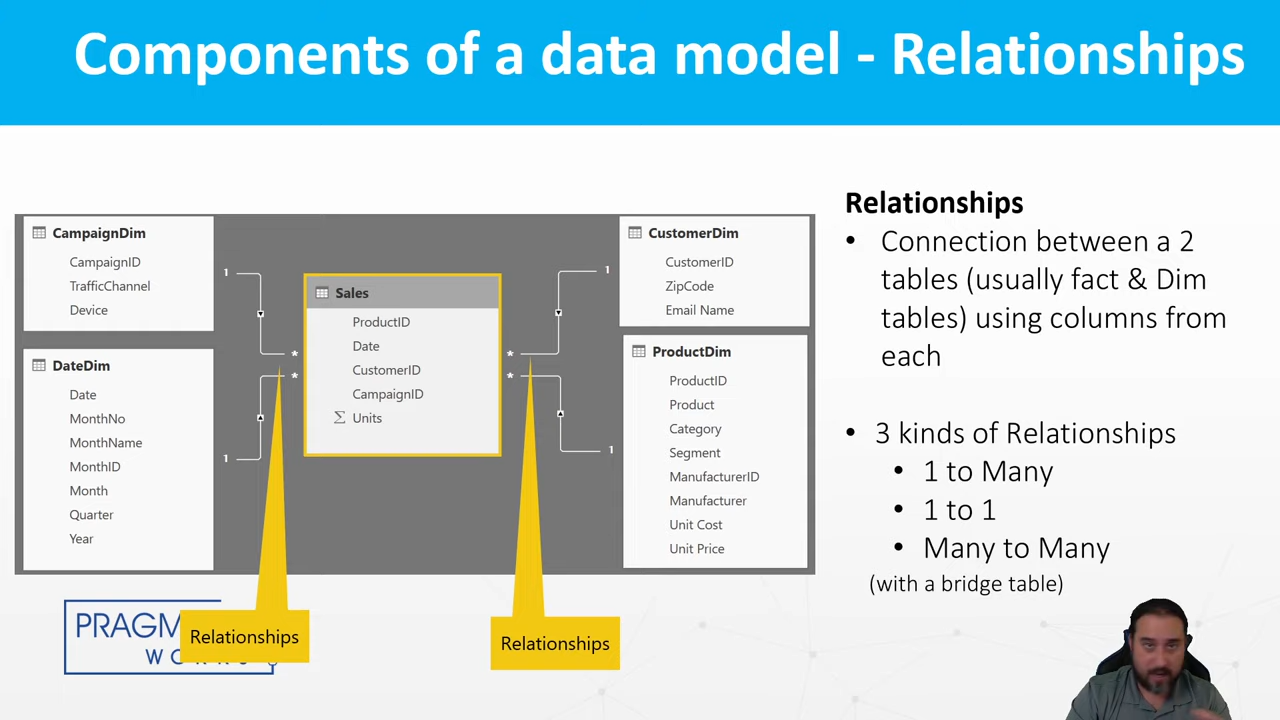 Components of a data model - Relationships
CampaignDim
CampaignID
TrafficChannel
Device
DateDim
Date
MonthNo
MonthName
MonthID
Month
Quarter
Year
1
*
*
1
Sales
ProductID
Date
CustomerID
CampaignID
Σ Units
1
*
*
1
CustomerDim
CustomerID
ZipCode
Email Name
ProductDim
ProductID
Product
Category
Segment
ManufacturerID
Manufacturer
Unit Cost
Unit Price
Relationships
Relationships
Relationships
• Connection between a 2
tables (usually fact & Dim
tables) using columns from
each
• 3 kinds of Relationships
• 1 to Many
• 1 to 1
• Many to Many
(with a bridge table)